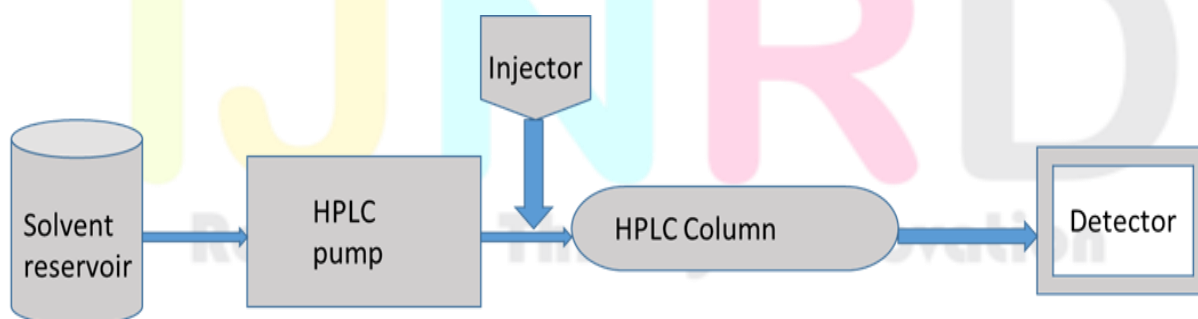 IJNRD
Injector
Solvent
reservoir
HPLC
pump
HPLC Column
Detector